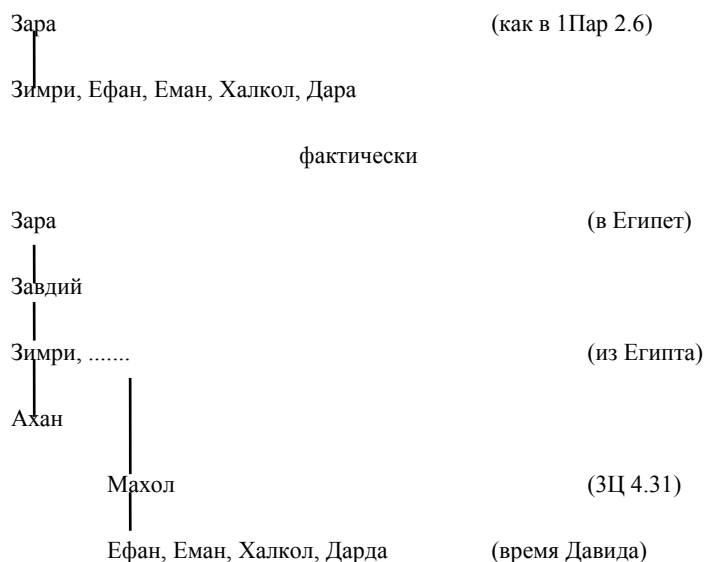 Зара (как в 1Пар 2.6)
Зимри, Ефан, Еман, Халкол, Дара
фактически
Зара (в Египет)
Завдий
Зимри, ....... (из Египта)
Ахан
Махол (3Ц 4.31)
Ефан, Еман, Халкол, Дарда (время Давида)